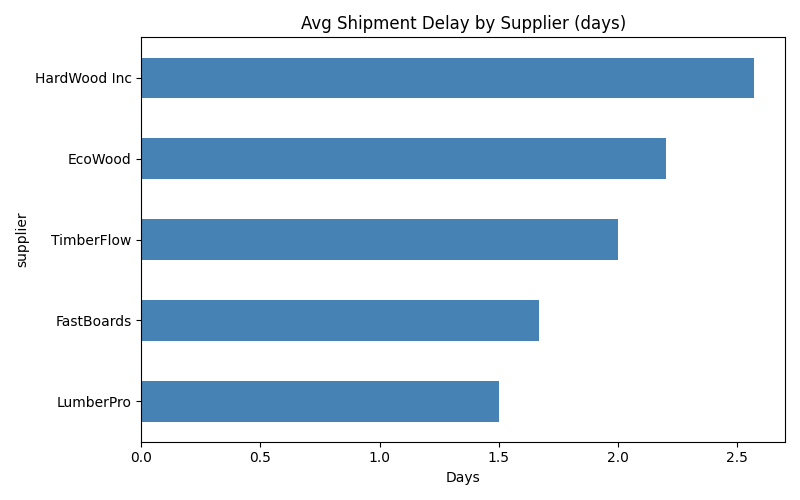 Avg Shipment Delay by Supplier (days)
supplier
HardWood Inc
EcoWood
TimberFlow
FastBoards
LumberPro
0.0 0.5 1.0 1.5 2.0 2.5
Days